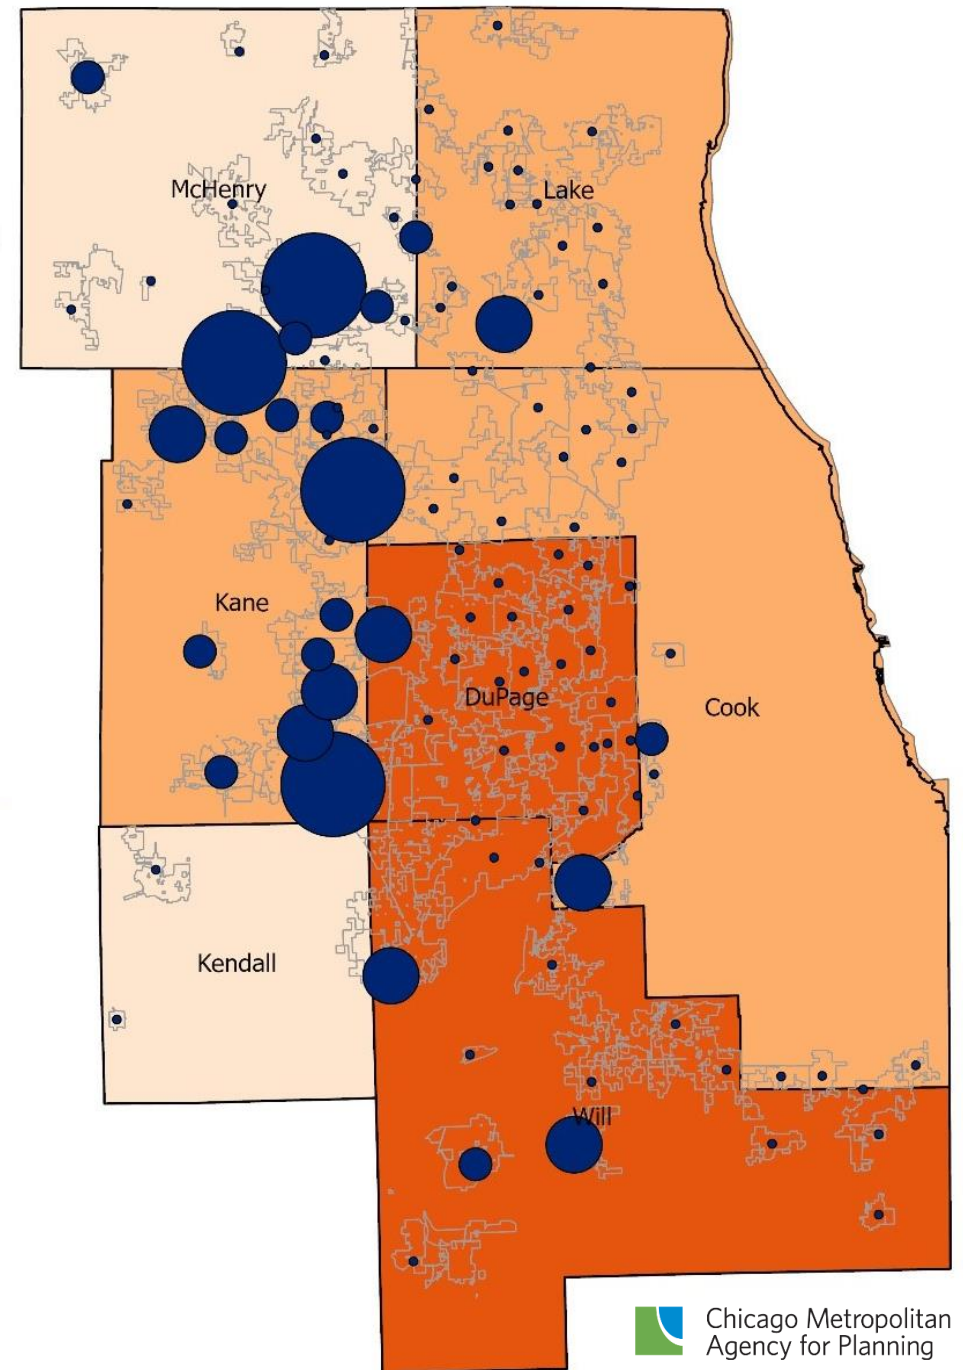 McHenry
Lake
Kane
DuPage
Cook
Kendall
Will
Chicago Metropolitan
Agency for Planning